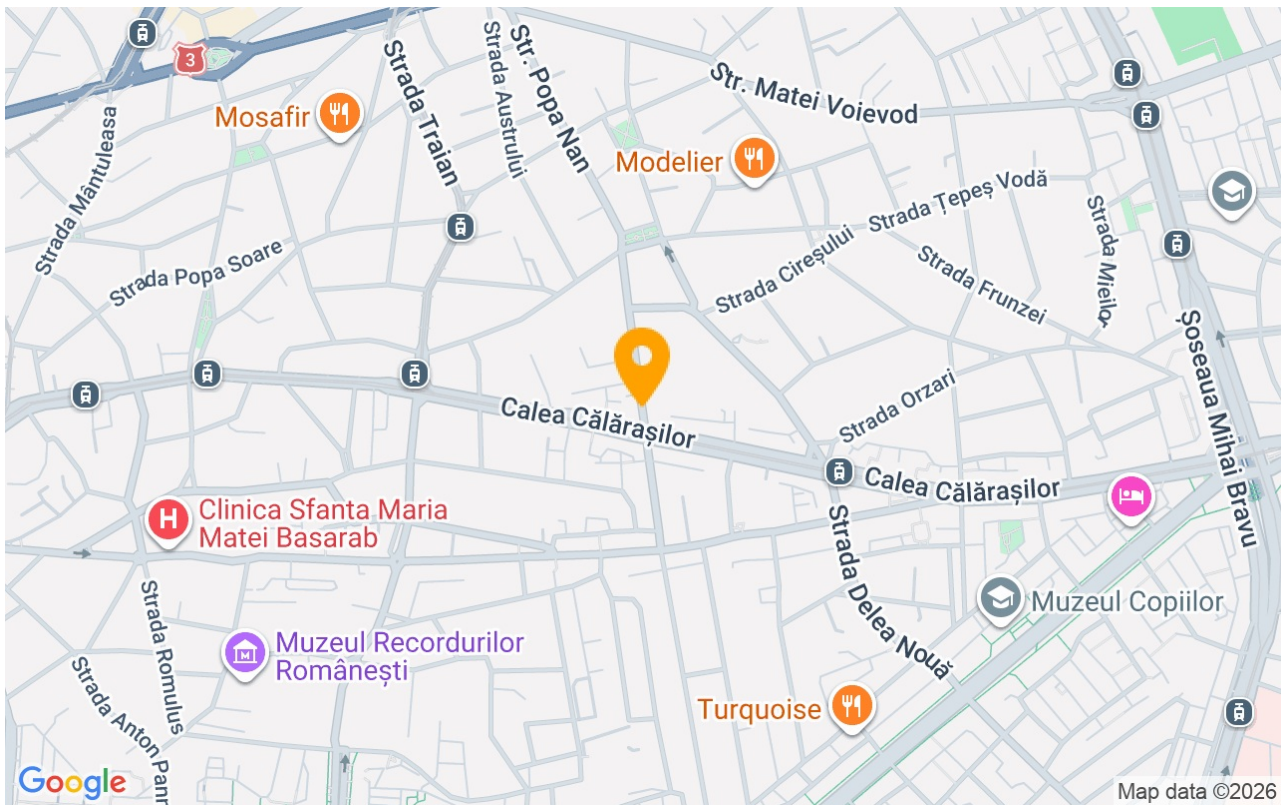 3
Mosafir
Strada Mântuleasa
Strada Traian
Strada Austrului
Str. Popa Nan
Str. Matei Voievod
Modelier
Strada Popa Soare
Strada Cireșului
Strada Țepeș Vodă
Strada Frunzei
Strada Mieilor
Șoseaua Mihai Bravu
Calea Călărașilor
Strada Orzari
Calea Călărașilor
H
Clinica Sfanta Maria
Matei Basarab
Strada Romulus
Strada Anton Pann
M
Muzeul Recordurilor
Românești
Strada Delea Nouă
Muzeul Copiilor
Turquoise
Google
Map data ©2026